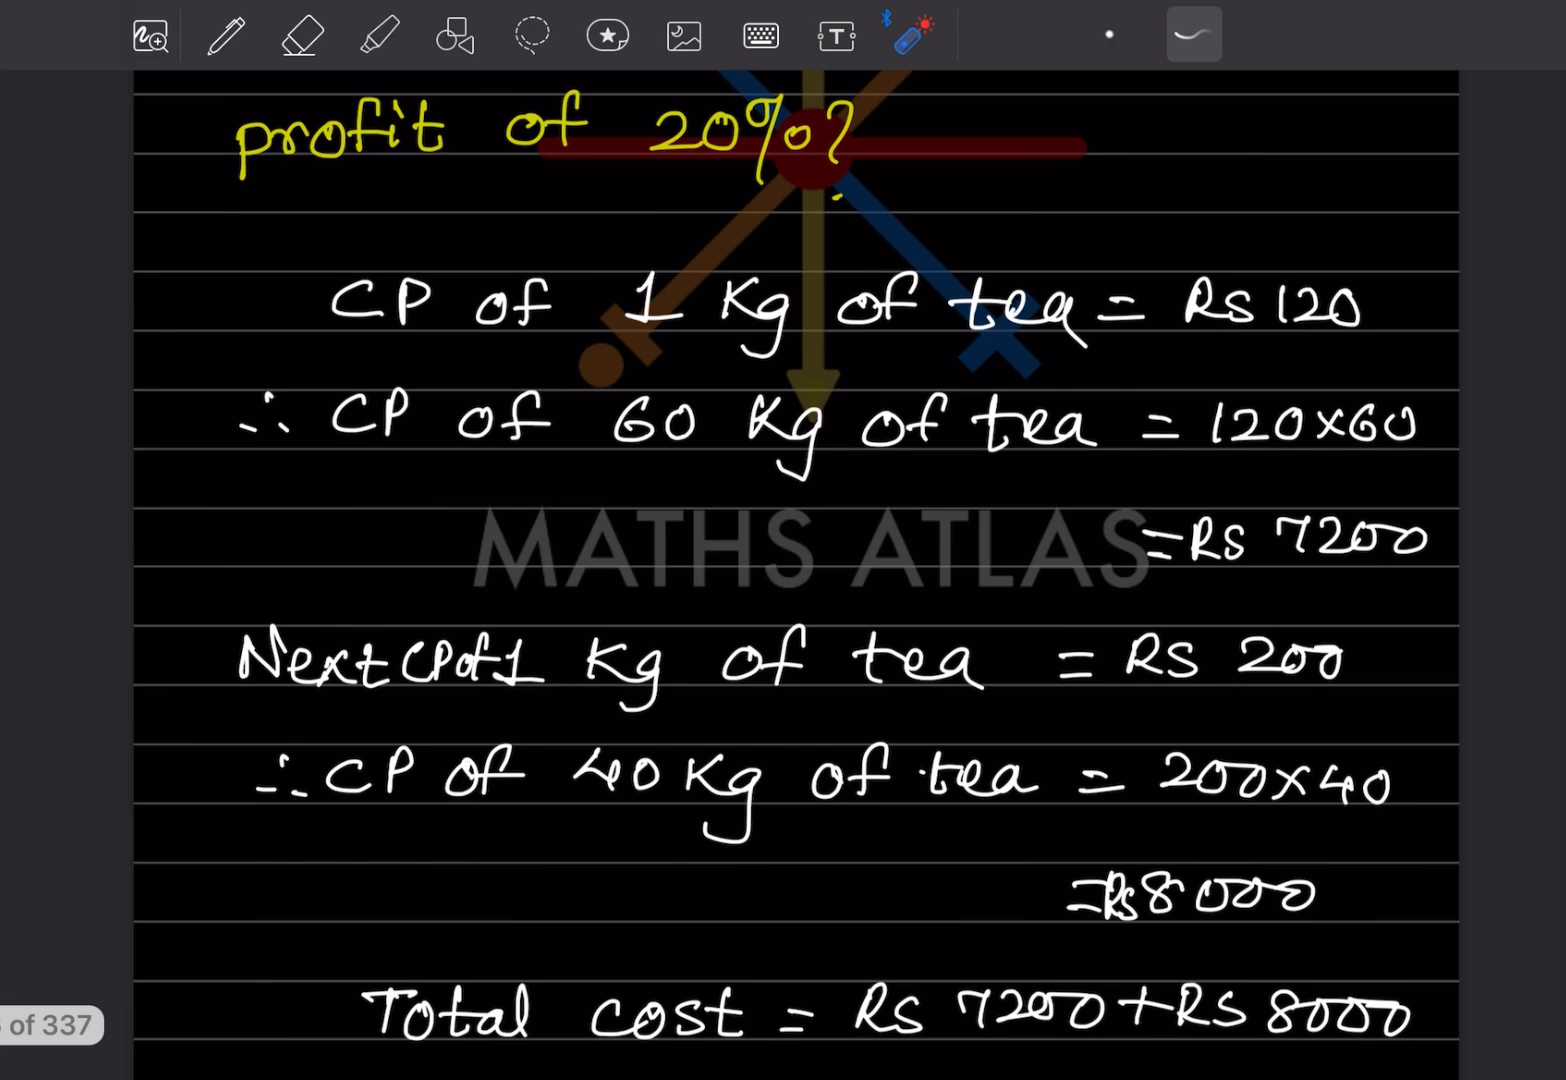 profit of 20%?
CP of 1 Kg of tea = Rs 120
∴ CP of 60 Kg of tea = 120×60
MATHS ATLAS
=Rs 7200
Next CP of 1 Kg of tea = Rs 200
∴ CP of 40 Kg of tea = 200×40
=Rs 8000
Total cost = Rs 7200+Rs 8000
of 337